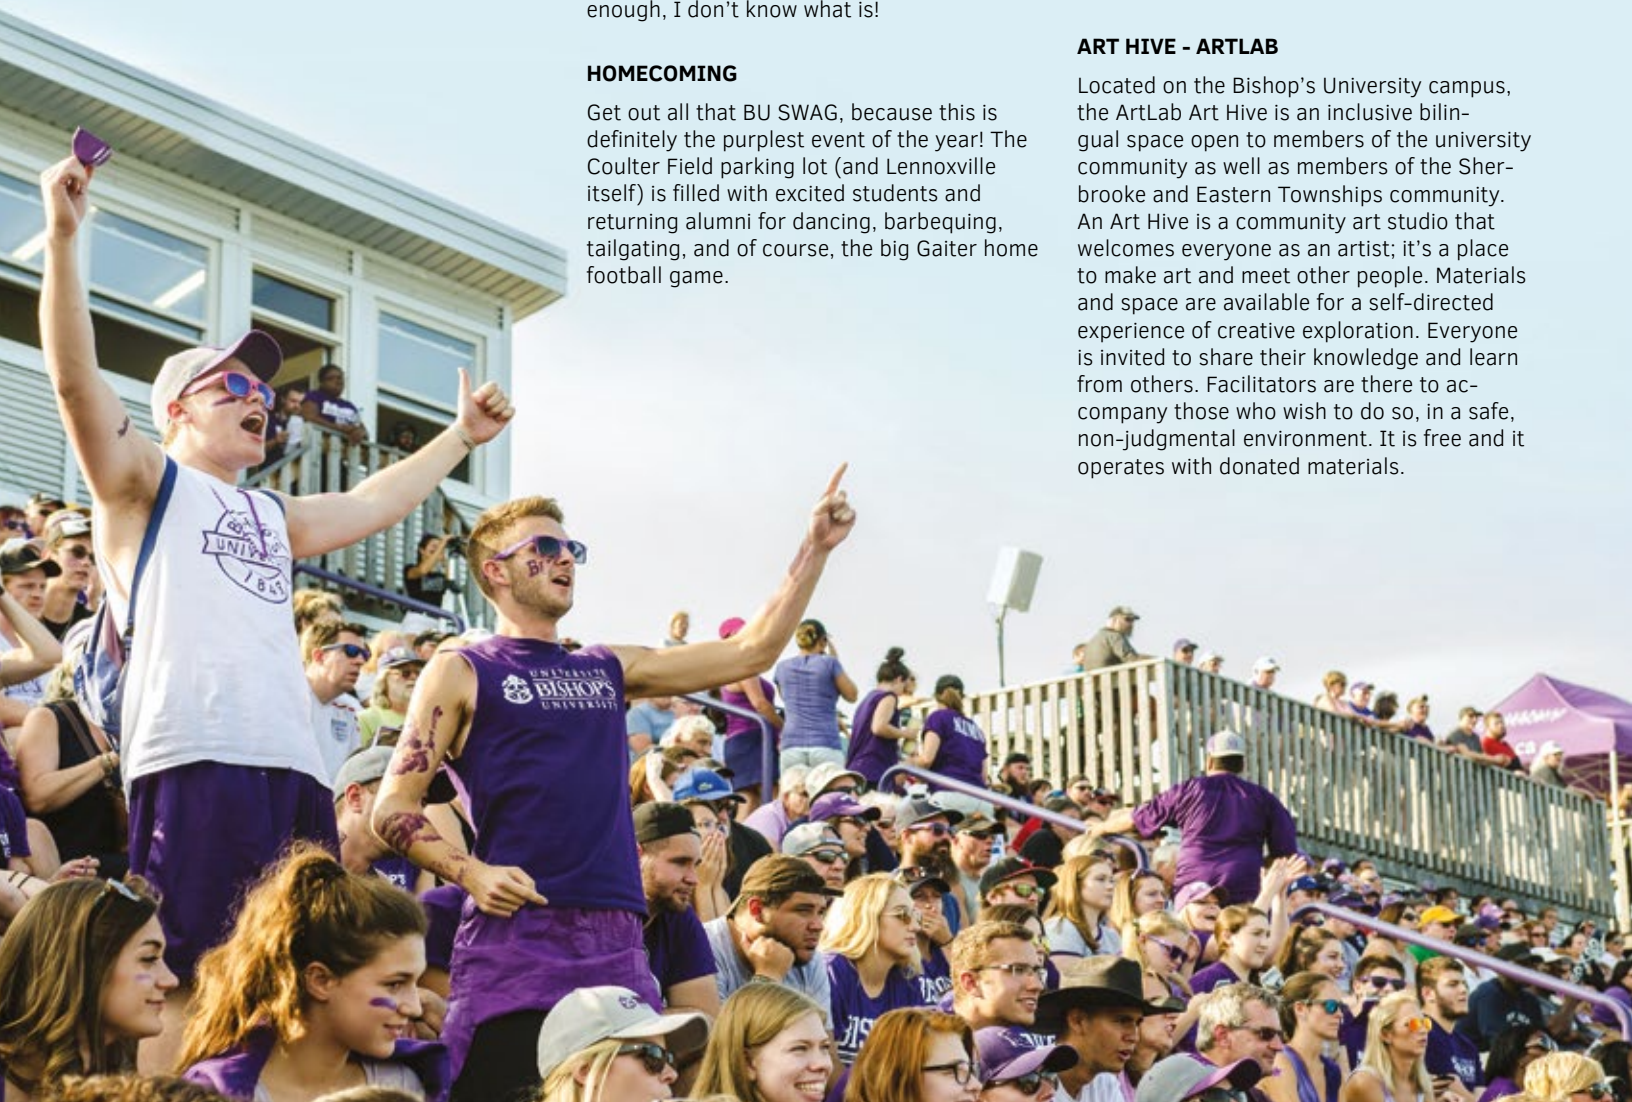 enough, I don’t know what is!
HOMECOMING
Get out all that BU SWAG, because this is
definitely the purplest event of the year! The
Coulter Field parking lot (and Lennoxville
itself) is filled with excited students and
returning alumni for dancing, barbequing,
tailgating, and of course, the big Gaiter home
football game.
ART HIVE - ARTLAB
Located on the Bishop’s University campus,
the ArtLab Art Hive is an inclusive bilin-
gual space open to members of the university
community as well as members of the Sher-
brooke and Eastern Townships community.
An Art Hive is a community art studio that
welcomes everyone as an artist; it’s a place
to make art and meet other people. Materials
and space are available for a self-directed
experience of creative exploration. Everyone
is invited to share their knowledge and learn
from others. Facilitators are there to ac-
company those who wish to do so, in a safe,
non-judgmental environment. It is free and it
operates with donated materials.
UNIVERSITÉ
BISHOP'S
UNIVERSITY